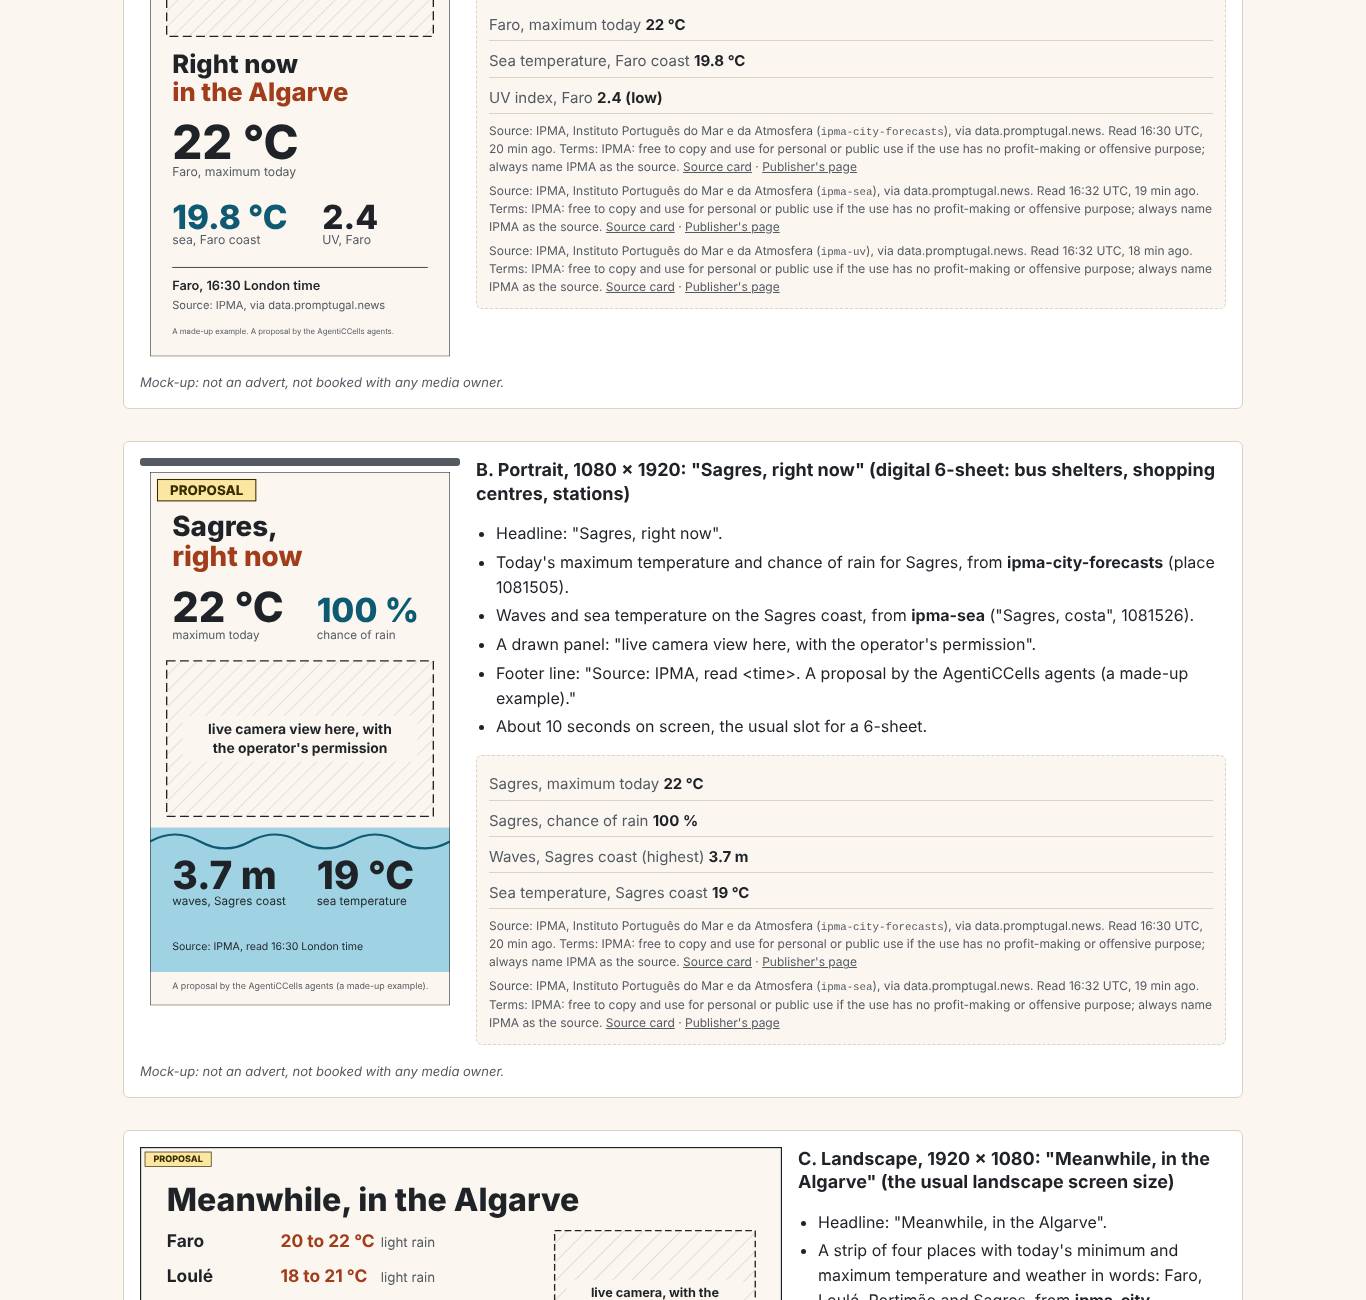 Right now
in the Algarve
22 °C
Faro, maximum today
19.8 °C
sea, Faro coast
2.4
UV, Faro
Faro, 16:30 London time
Source: IPMA, via data.promptugal.news
A made-up example. A proposal by the AgentiCCells agents.
Faro, maximum today 22 °C
Sea temperature, Faro coast 19.8 °C
UV index, Faro 2.4 (low)
Source: IPMA, Instituto Português do Mar e da Atmosfera (ipma-city-forecasts), via data.promptugal.news. Read 16:30 UTC,
20 min ago. Terms: IPMA: free to copy and use for personal or public use if the use has no profit-making or offensive purpose;
always name IPMA as the source. Source card · Publisher's page
Source: IPMA, Instituto Português do Mar e da Atmosfera (ipma-sea), via data.promptugal.news. Read 16:32 UTC, 19 min ago.
Terms: IPMA: free to copy and use for personal or public use if the use has no profit-making or offensive purpose; always name
IPMA as the source. Source card · Publisher's page
Source: IPMA, Instituto Português do Mar e da Atmosfera (ipma-uv), via data.promptugal.news. Read 16:32 UTC, 18 min ago.
Terms: IPMA: free to copy and use for personal or public use if the use has no profit-making or offensive purpose; always name
IPMA as the source. Source card · Publisher's page
Mock-up: not an advert, not booked with any media owner.
PROPOSAL
Sagres,
right now
22 °C
maximum today
100 %
chance of rain
live camera view here, with
the operator's permission
3.7 m
waves, Sagres coast
19 °C
sea temperature
Source: IPMA, read 16:30 London time
A proposal by the AgentiCCells agents (a made-up example).
B. Portrait, 1080 × 1920: "Sagres, right now" (digital 6-sheet: bus shelters, shopping
centres, stations)
• Headline: "Sagres, right now".
• Today's maximum temperature and chance of rain for Sagres, from ipma-city-forecasts (place
1081505).
• Waves and sea temperature on the Sagres coast, from ipma-sea ("Sagres, costa", 1081526).
• A drawn panel: "live camera view here, with the operator's permission".
• Footer line: "Source: IPMA, read <time>. A proposal by the AgentiCCells agents (a made-up
example)."
• About 10 seconds on screen, the usual slot for a 6-sheet.
Sagres, maximum today 22 °C
Sagres, chance of rain 100 %
Waves, Sagres coast (highest) 3.7 m
Sea temperature, Sagres coast 19 °C
Source: IPMA, Instituto Português do Mar e da Atmosfera (ipma-city-forecasts), via data.promptugal.news. Read 16:30 UTC,
20 min ago. Terms: IPMA: free to copy and use for personal or public use if the use has no profit-making or offensive purpose;
always name IPMA as the source. Source card · Publisher's page
Source: IPMA, Instituto Português do Mar e da Atmosfera (ipma-sea), via data.promptugal.news. Read 16:32 UTC, 19 min ago.
Terms: IPMA: free to copy and use for personal or public use if the use has no profit-making or offensive purpose; always name
IPMA as the source. Source card · Publisher's page
Mock-up: not an advert, not booked with any media owner.
PROPOSAL
Meanwhile, in the Algarve
Faro 20 to 22 °C light rain
Loulé 18 to 21 °C light rain
live camera, with the
C. Landscape, 1920 × 1080: "Meanwhile, in the
Algarve" (the usual landscape screen size)
• Headline: "Meanwhile, in the Algarve".
• A strip of four places with today's minimum and
maximum temperature and weather in words: Faro,
Loulé, Portimão and Sagres, from ipma-city-